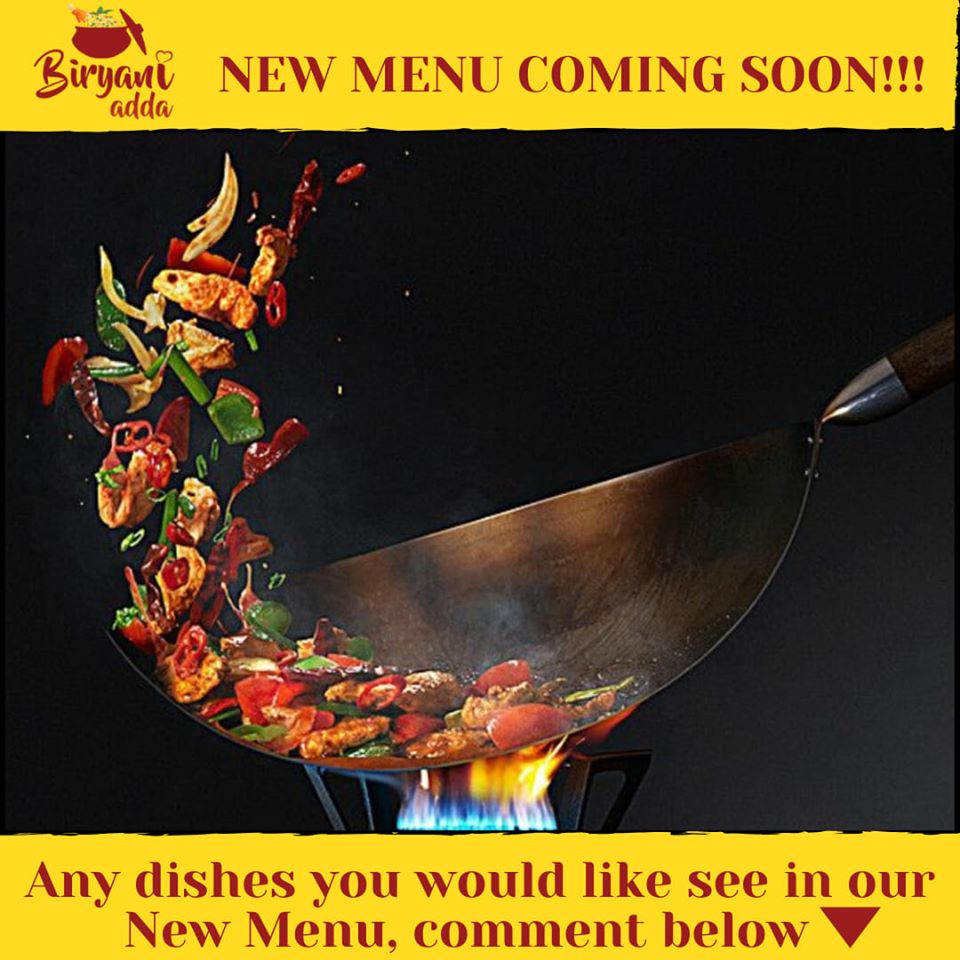 Biryani
adda
NEW MENU COMING SOON!!!
Any dishes you would like see in our
New Menu, comment below